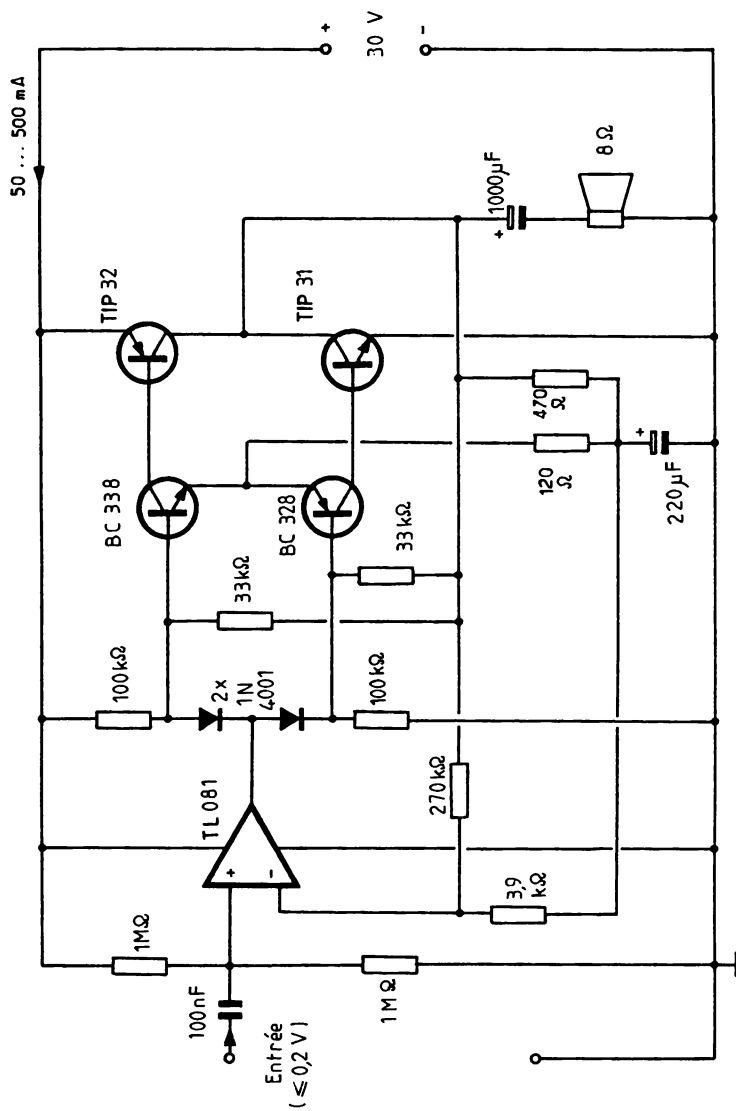 50 ... 500 mA
+
30 V
-
TIP 32
TIP 31
1000µF
+
8Ω
BC 338
BC 328
470
Ω
120
Ω
+
220µF
33kΩ
33kΩ
100kΩ
2x
1N
4001
100kΩ
TL 081
+
-
270kΩ
3,9
kΩ
1MΩ
1MΩ
100nF
Entrée
(≤ 0,2 V)